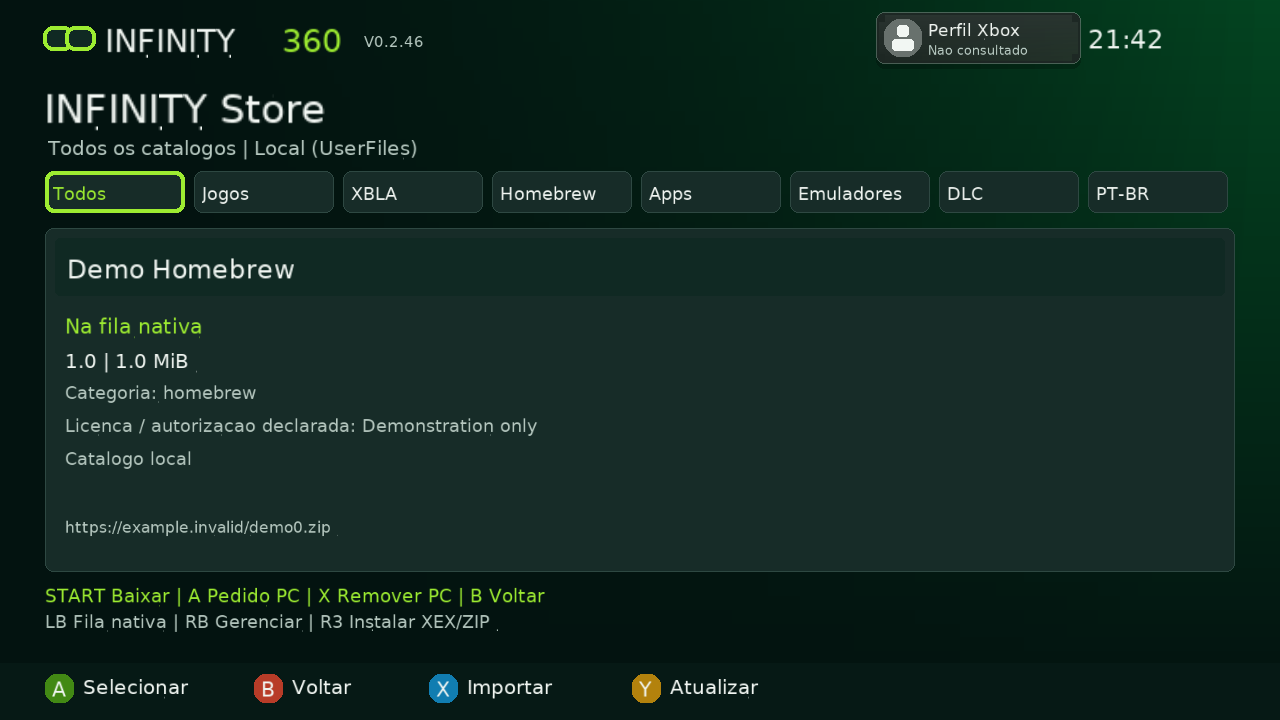 INFINITY 360 V0.2.46
Perfil Xbox
Nao consultado
21:42
INFINITY Store
Todos os catalogos | Local (UserFiles)
Todos Jogos XBLA Homebrew Apps Emuladores DLC PT-BR
Demo Homebrew
Na fila nativa
1.0 | 1.0 MiB
Categoria: homebrew
Licenca / autorizacao declarada: Demonstration only
Catalogo local
https://example.invalid/demo0.zip
START Baixar | A Pedido PC | X Remover PC | B Voltar
LB Fila nativa | RB Gerenciar | R3 Instalar XEX/ZIP
A Selecionar B Voltar X Importar Y Atualizar